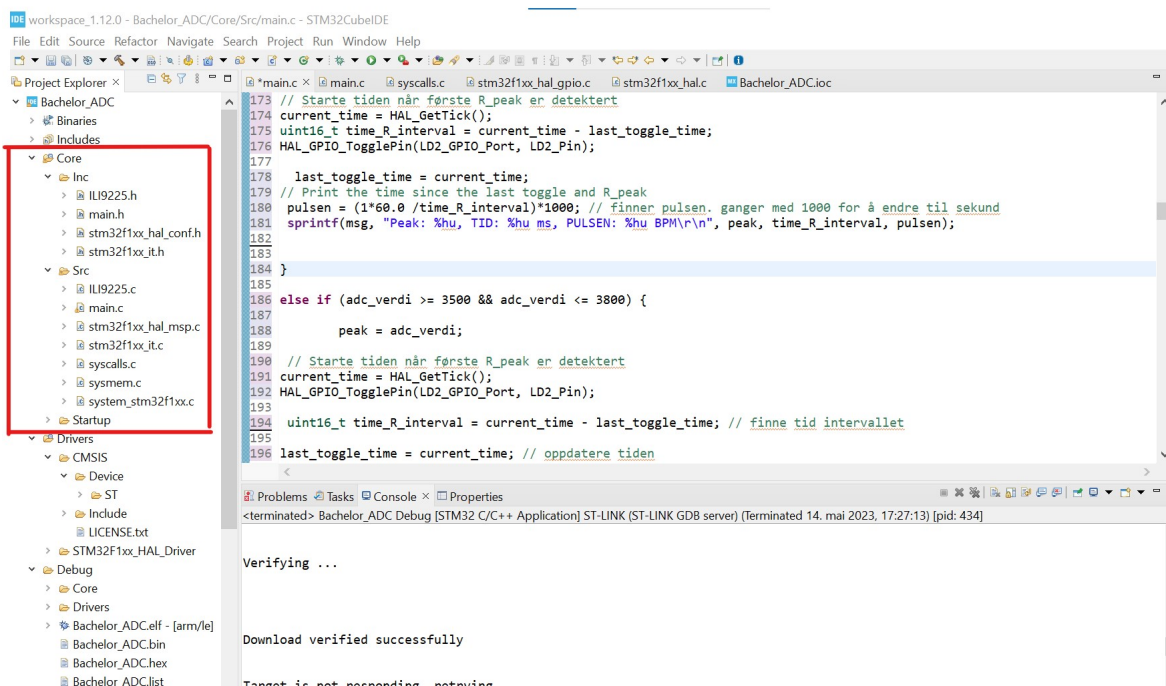 IDE workspace_1.12.0 - Bachelor_ADC/Core/Src/main.c - STM32CubeIDE
File Edit Source Refactor Navigate Search Project Run Window Help
Project Explorer
*main.c
main.c
syscalls.c
stm32f1xx_hal_gpio.c
stm32f1xx_hal.c
Bachelor_ADC.ioc
Bachelor_ADC
Binaries
Includes
Core
Inc
ILI9225.h
main.h
stm32f1xx_hal_conf.h
stm32f1xx_it.h
Src
ILI9225.c
main.c
stm32f1xx_hal_msp.c
stm32f1xx_it.c
syscalls.c
sysmem.c
system_stm32f1xx.c
Startup
Drivers
CMSIS
Device
ST
Include
LICENSE.txt
STM32F1xx_HAL_Driver
Debug
Core
Drivers
Bachelor_ADC.elf - [arm/le]
Bachelor_ADC.bin
Bachelor_ADC.hex
Bachelor_ADC.list
173 // Starte tiden når første R_peak er detektert
174 current_time = HAL_GetTick();
175 uint16_t time_R_interval = current_time - last_toggle_time;
176 HAL_GPIO_TogglePin(LD2_GPIO_Port, LD2_Pin);
177
178 last_toggle_time = current_time;
179 // Print the time since the last toggle and R_peak
180 pulsen = (1*60.0 /time_R_interval)*1000; // finner pulsen. ganger med 1000 for å endre til sekund
181 sprintf(msg, "Peak: %hu, TID: %hu ms, PULSEN: %hu BPM\r\n", peak, time_R_interval, pulsen);
182
183
184 }
185
186 else if (adc_verdi >= 3500 && adc_verdi <= 3800) {
187
188 peak = adc_verdi;
189
190 // Starte tiden når første R_peak er detektert
191 current_time = HAL_GetTick();
192 HAL_GPIO_TogglePin(LD2_GPIO_Port, LD2_Pin);
193
194 uint16_t time_R_interval = current_time - last_toggle_time; // finne tid intervallet
195
196 last_toggle_time = current_time; // oppdatere tiden
Problems Tasks Console Properties
<terminated> Bachelor_ADC Debug [STM32 C/C++ Application] ST-LINK (ST-LINK GDB server) (Terminated 14. mai 2023, 17:27:13) [pid: 434]
Verifying ...
Download verified successfully
Target is not responding, retrying